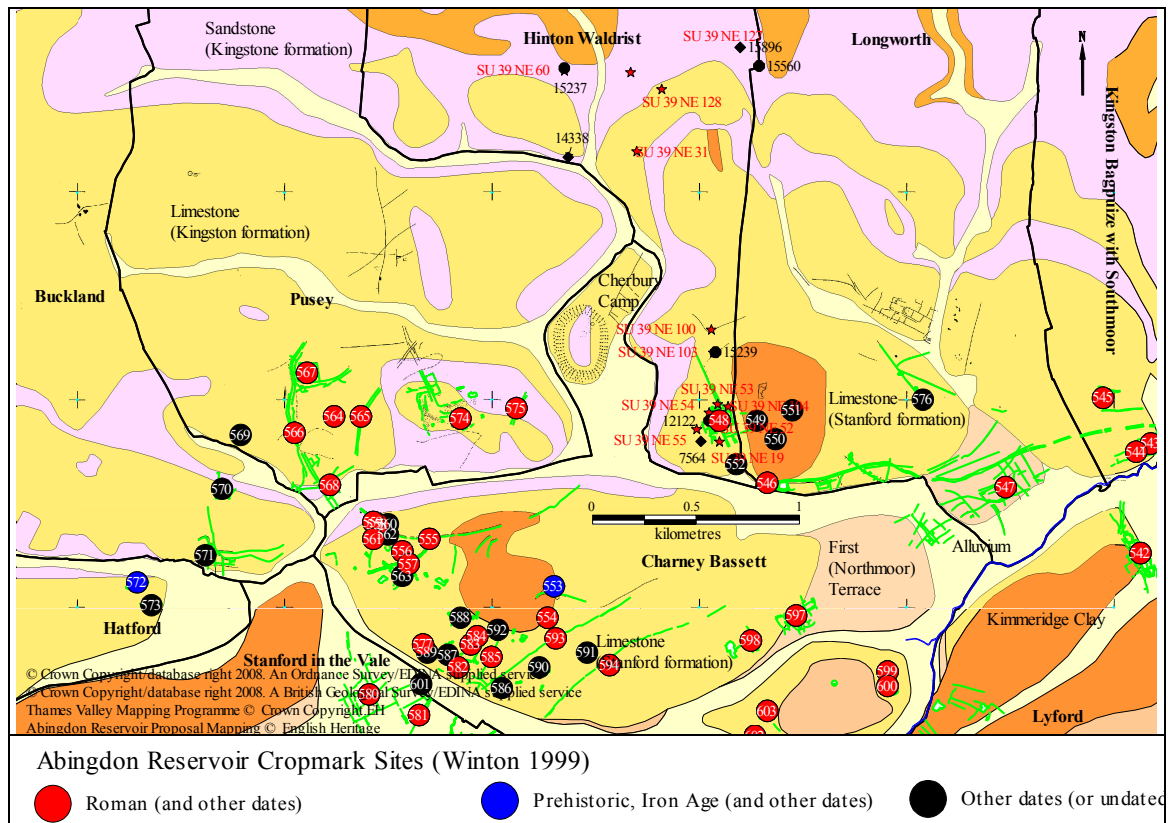 Sandstone
(Kingstone formation)
Hinton Waldrist
SU 39 NE 127
15896
Longworth
N
SU 39 NE 60
15560
15237
SU 39 NE 128
14338
SU 39 NE 31
Kingston Bagpuize with Southmoor
Limestone
(Kingston formation)
Buckland
Pusey
Cherbury
Camp
SU 39 NE 100
SU 39 NE 103
15239
567
SU 39 NE 53
Limestone
(Stanford formation)
576
545
564
565
574
575
SU 39 NE 54
12122
548
549
551
569
566
SU 39 NE 55
7564
550
552
SU 39 NE 19
543
544
570
568
546
547
0
0.5
1
kilometres
559
560
561
562
555
556
557
563
571
Charney Bassett
First
(Northmoor)
Terrace
Alluvium
542
572
573
553
Kimmeridge Clay
Hatford
588
592
554
597
577
584
593
598
589
587
583
585
582
591
Limestone
(Stanford formation)
594
590
Stanford in the Vale
599
600
© Crown Copyright/database right 2008. An Ordnance Survey/EDINA supplied service
© Crown Copyright/database right 2008. A British Geological Survey/EDINA supplied service
601
586
580
581
603
Lyford
Thames Valley Mapping Programme © Crown Copyright EH
Abingdon Reservoir Proposal Mapping © English Heritage
Abingdon Reservoir Cropmark Sites (Winton 1999)
Roman (and other dates)
Prehistoric, Iron Age (and other dates)
Other dates (or undated